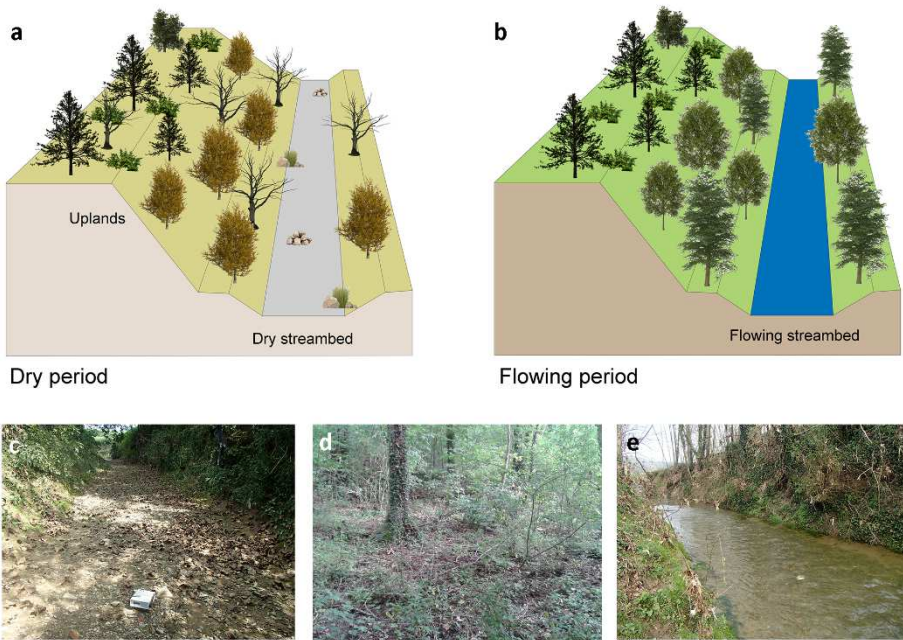 a
b
Uplands
Dry streambed
Flowing streambed
Dry period
Flowing period
c
d
e